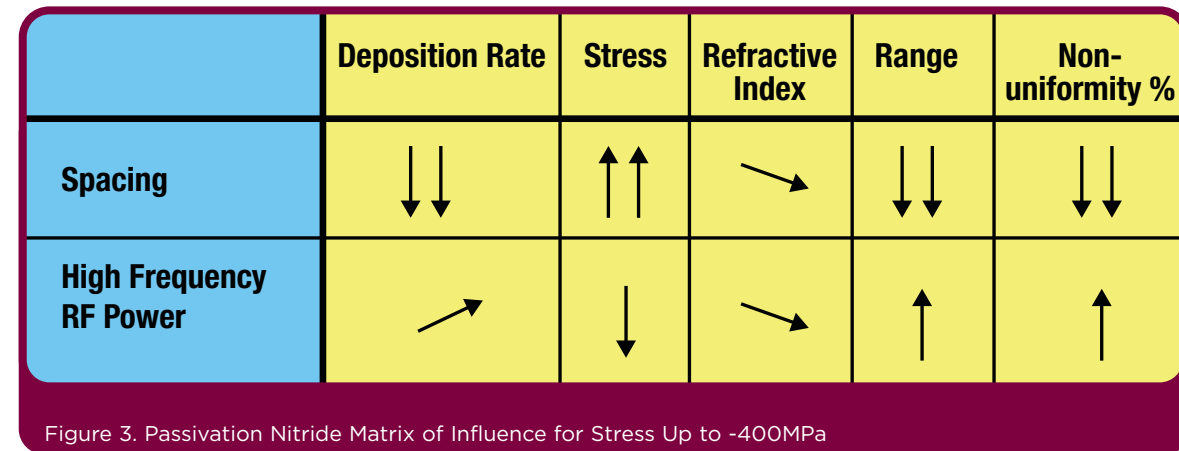 Deposition Rate
Stress
Refractive
Index
Range
Non-
uniformity %
Spacing
High Frequency
RF Power
Figure 3. Passivation Nitride Matrix of Influence for Stress Up to -400MPa